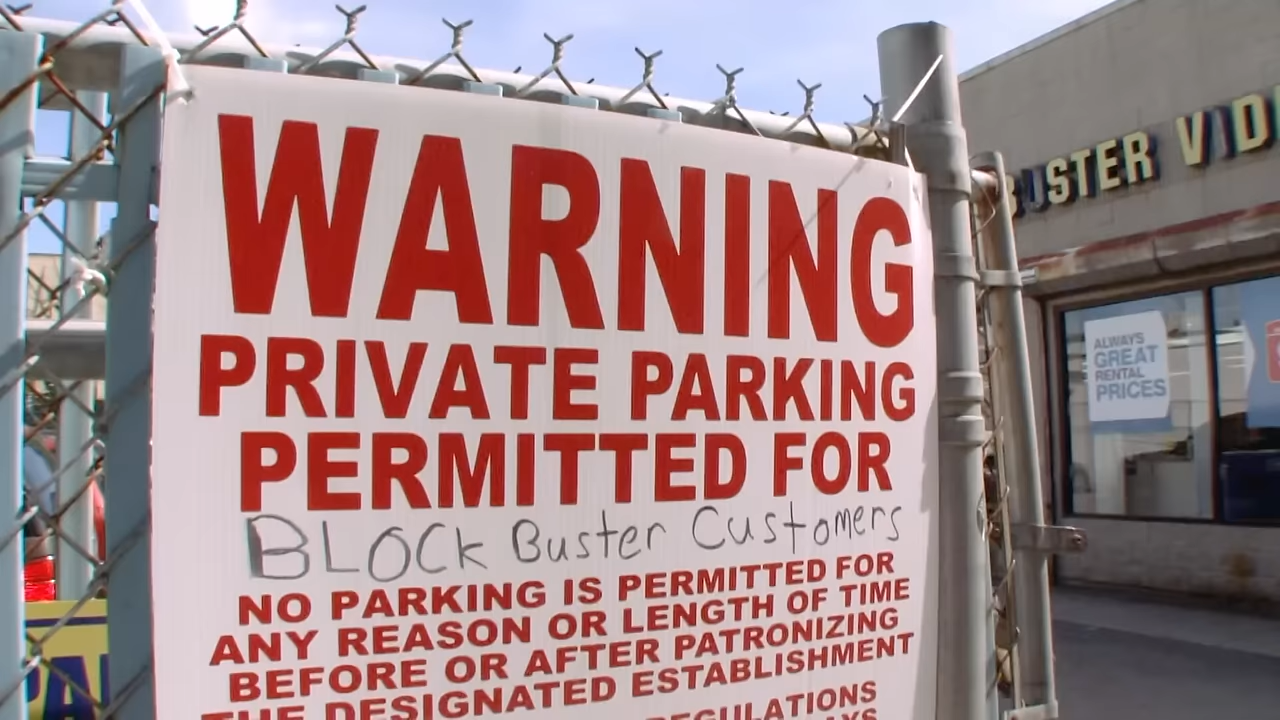 WARNING
PRIVATE PARKING
PERMITTED FOR
BLOCK Buster Customers
NO PARKING IS PERMITTED FOR
ANY REASON OR LENGTH OF TIME
BEFORE OR AFTER PATRONIZING
THE DESIGNATED ESTABLISHMENT
REGULATIONS
BUSTER VID
ALWAYS
GREAT
RENTAL
PRICES